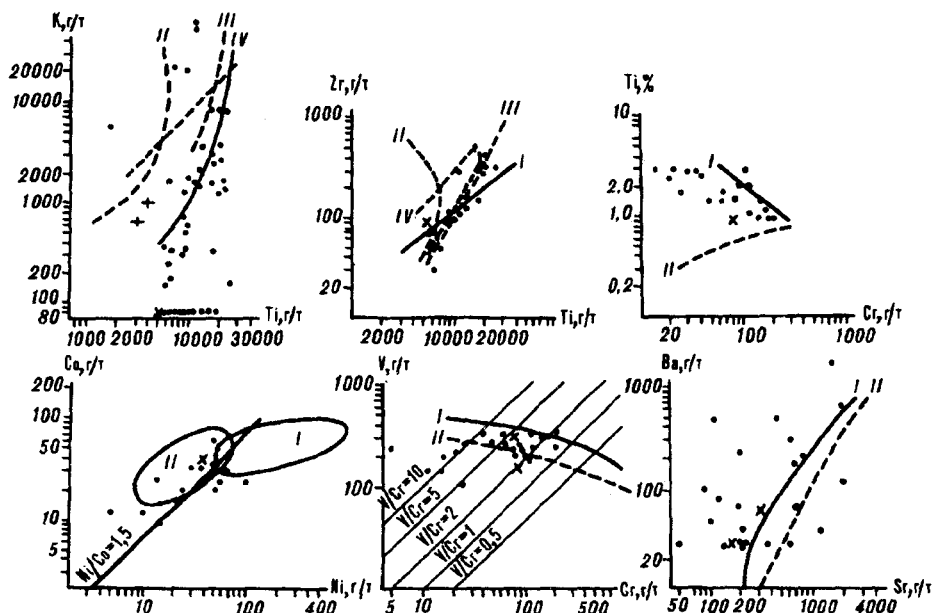 K,г/т
II
III
I V
20000
10000
2000
1000
200
100
80
1000 2000 10000 30000
Ti,г/т
Zr,г/т
1000
II
III
I
IV
100
20
2000 10000 20000
Ti,г/т
Ti,%
10
I
2.0
1,0
II
0,2
20 100 1000
Cr,г/т
Co,г/т
200
100
50
10
5
II
I
Ni/Co=1,5
10 100 400
Ni,г/т
V,г/т
1000
I
II
100
V/Cr=10
V/Cr=5
V/Cr=2
V/Cr=1
V/Cr=0,5
5 10 100 500
Cr,г/т
Ba,г/т
1000
I
II
100
20
50 100 200 1000 4000
Sr,г/т